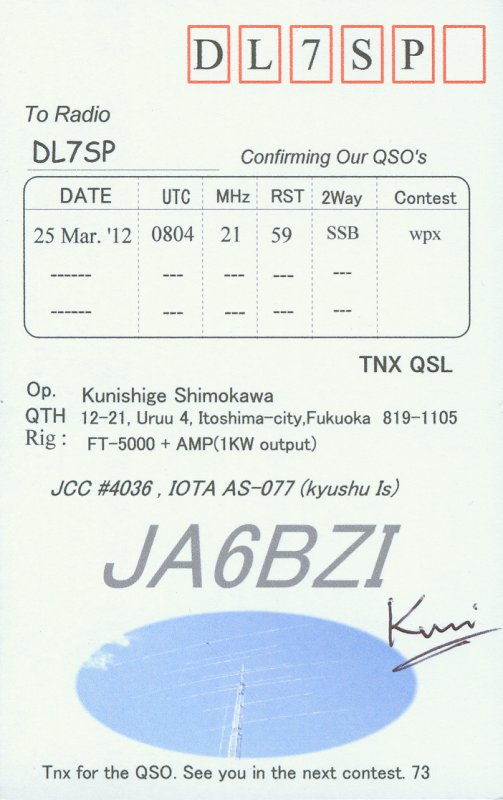 DL7SP
To Radio
DL7SP
Confirming Our QSO's
DATE UTC MHz RST 2Way Contest
25 Mar. '12 0804 21 59 SSB wpx
------ --- --- --- ---
------ --- --- --- ---
TNX QSL
Op. Kunishige Shimokawa
QTH 12-21, Uruu 4, Itoshima-city,Fukuoka 819-1105
Rig : FT-5000 + AMP(1KW output)
JCC #4036 , IOTA AS-077 (kyushu Is)
JA6BZI
Kuni
Tnx for the QSO. See you in the next contest. 73